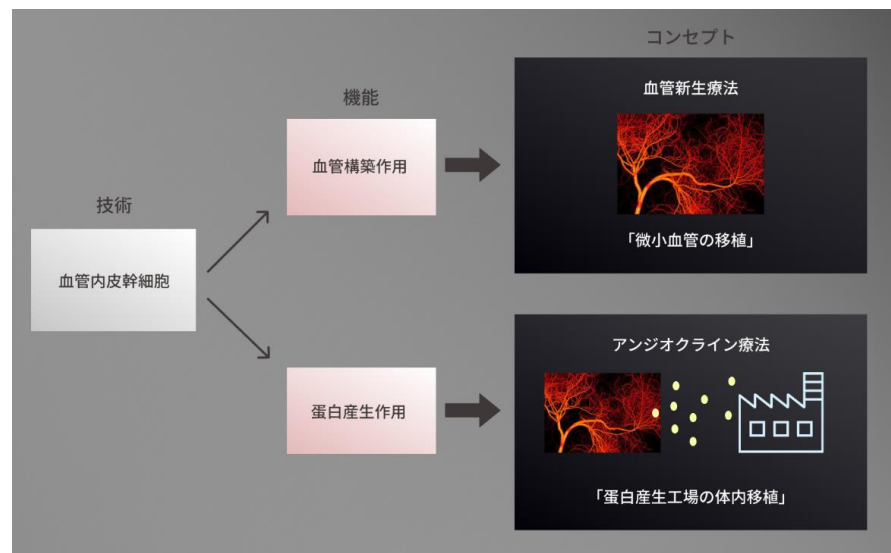 コンセプト
機能
技術
血管内皮幹細胞
血管構築作用
血管新生療法
「微小血管の移植」
蛋白産生作用
アンジオクライン療法
「蛋白産生工場の体内移植」